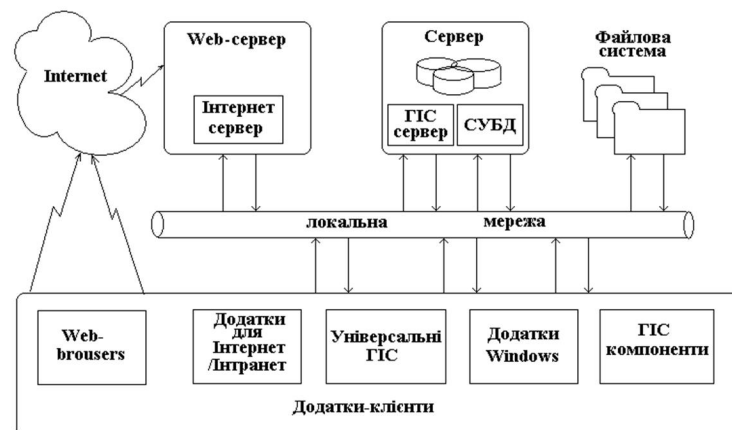 Internet
Web-сервер
Інтернет
сервер
Сервер
ГІС
сервер
СУБД
Файлова
система
локальна мережа
Web-
brousers
Додатки
для
Інтернет
/Інтранет
Універсальні
ГІС
Додатки
Windows
ГІС
компоненти
Додатки-клієнти